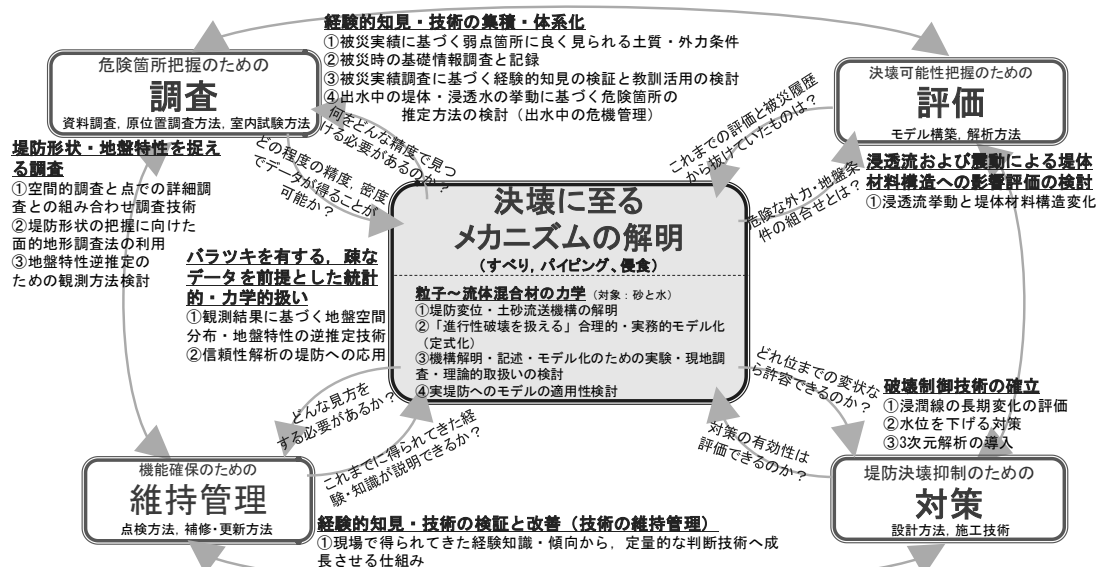 経験的知見・技術の集積・体系化
①被災実績に基づく弱点箇所に良く見られる土質・外力条件
②被災時の基礎情報調査と記録
③被災実績調査に基づく経験的知見の検証と教訓活用の検討
④出水中の堤体・浸透水の挙動に基づく危険箇所の
推定方法の検討（出水中の危機管理）
危険箇所把握のための
調査
資料調査, 原位置調査方法, 室内試験方法
決壊可能性把握のための
評価
モデル構築, 解析方法
何をどんな精度で見つ
ける必要があるのか？
どの程度の精度, 密度
でデータが得ることが
可能か？
これまでの評価と被災履歴
から抜けていたものは？
危険な外力・地盤条
件の組合せとは？
堤防形状・地盤特性を捉え
る調査
①空間的調査と点での詳細調
査との組み合わせ調査技術
②堤防形状の把握に向けた
面的地形調査法の利用
③地盤特性逆推定の
ための観測方法検討
浸透流および震動による堤体
材料構造への影響評価の検討
①浸透流挙動と堤体材料構造変化
バラツキを有する, 疎な
データを前提とした統計
的・力学的扱い
①観測結果に基づく地盤空間
分布・地盤特性の逆推定技術
②信頼性解析の堤防への応用
決壊に至る
メカニズムの解明
(すべり, パイピング、侵食)
粒子～流体混合材の力学（対象：砂と水）
①堤防変位・土砂流送機構の解明
②「進行性破壊を扱える」合理的・実務的モデル化
（定式化）
③機構解明・記述・モデル化のための実験・現地調
査・理論的取扱いの検討
④実堤防へのモデルの適用性検討
どんな見方を
する必要があるか？
これまでに得られてきた経
験・知識が説明できるか？
どれ位までの変状な
ら許容できるのか？
対策の有効性は
評価できるのか？
破壊制御技術の確立
①浸潤線の長期変化の評価
②水位を下げる対策
③3次元解析の導入
機能確保のための
維持管理
点検方法, 補修・更新方法
堤防決壊抑制のための
対策
設計方法, 施工技術
経験的知見・技術の検証と改善（技術の維持管理）
①現場で得られてきた経験知識・傾向から, 定量的な判断技術へ成
長させる仕組み